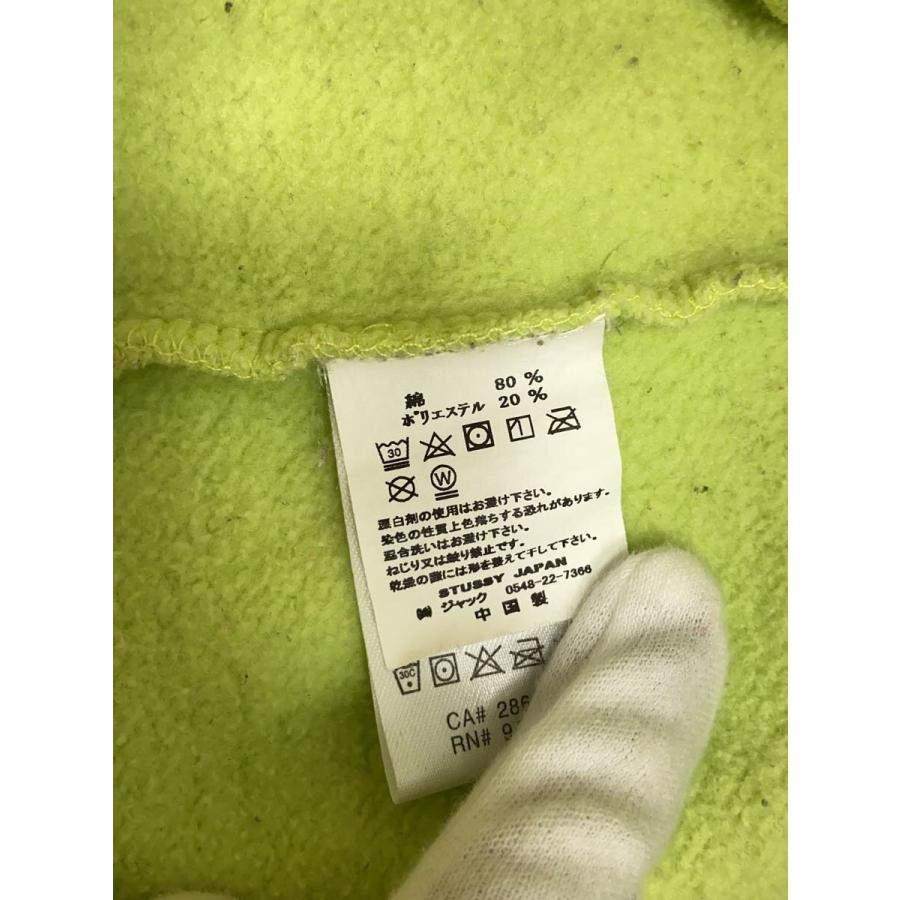 綿 80 %
ポリエステル 20 %
30
W
漂白剤の使用はお避け下さい。
染色の性質上色落ちする恐れがあります。
混合洗いはお避け下さい。
ねじり又は絞り禁止です。
乾燥の際には形を整えて干して下さい。
STUSSY JAPAN
㈱ ジャック 0548-22-7366
中国製
30C
CA# 286
RN# 9